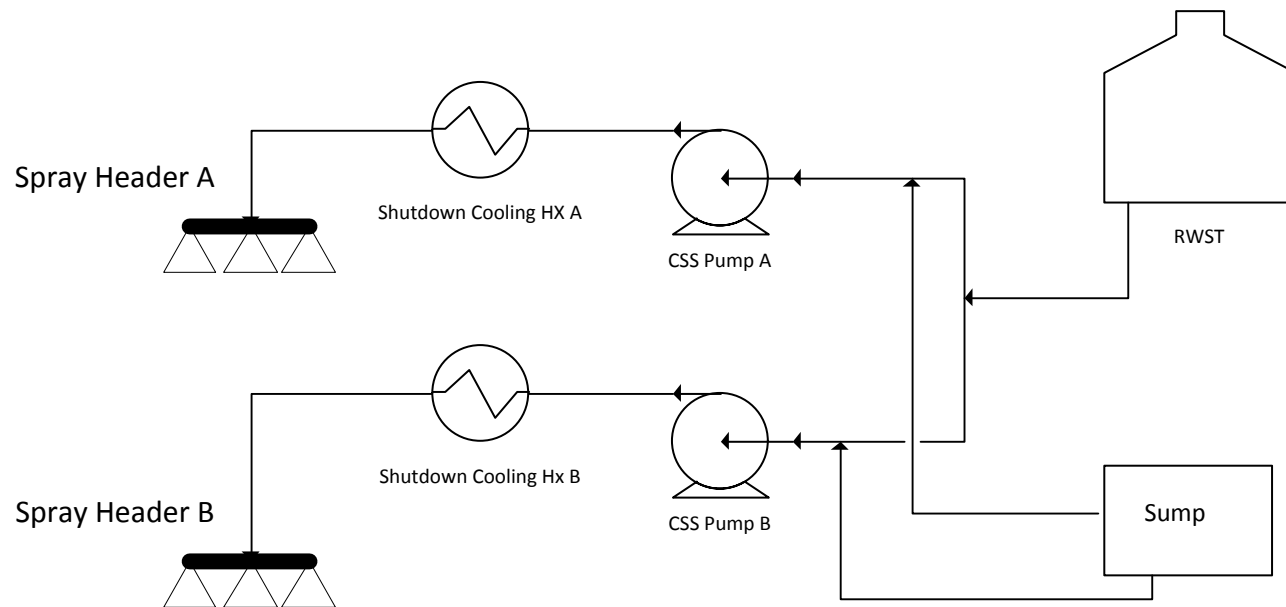 Spray Header A
Shutdown Cooling HX A
CSS Pump A
RWST
Shutdown Cooling Hx B
CSS Pump B
Spray Header B
Sump